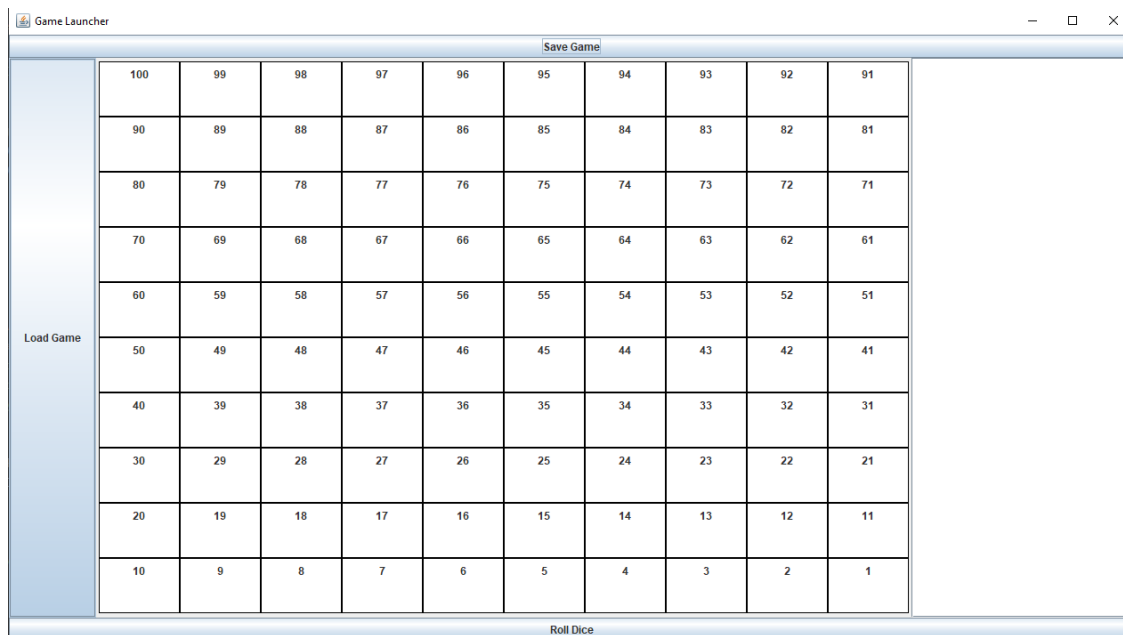 Game Launcher
Save Game
Load Game
100 99 98 97 96 95 94 93 92 91
90 89 88 87 86 85 84 83 82 81
80 79 78 77 76 75 74 73 72 71
70 69 68 67 66 65 64 63 62 61
60 59 58 57 56 55 54 53 52 51
50 49 48 47 46 45 44 43 42 41
40 39 38 37 36 35 34 33 32 31
30 29 28 27 26 25 24 23 22 21
20 19 18 17 16 15 14 13 12 11
10 9 8 7 6 5 4 3 2 1
Roll Dice